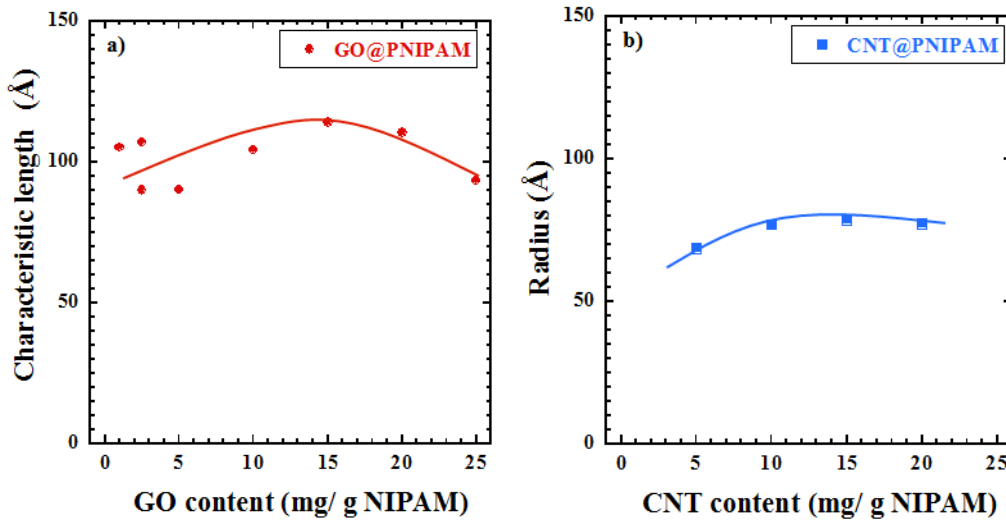 a)
GO@PNIPAM
150
100
50
0
0 5 10 15 20 25
Characteristic length (Å)
GO content (mg/ g NIPAM)
b)
CNT@PNIPAM
150
100
50
0
0 5 10 15 20 25
Radius (Å)
CNT content (mg/ g NIPAM)